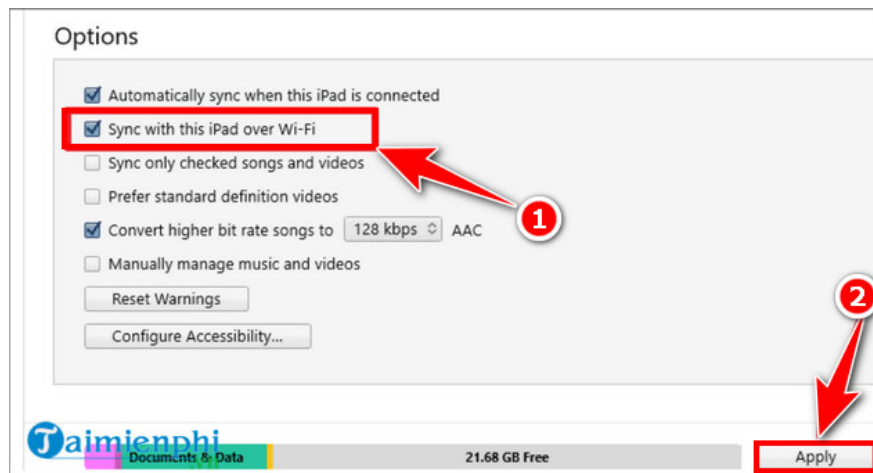 Options
Automatically sync when this iPad is connected
Sync with this iPad over Wi-Fi
Sync only checked songs and videos
Prefer standard definition videos
Convert higher bit rate songs to 128 kbps AAC
Manually manage music and videos
Reset Warnings
Configure Accessibility...
1
2
Taimienphi
Documents & Data 21.68 GB Free Apply